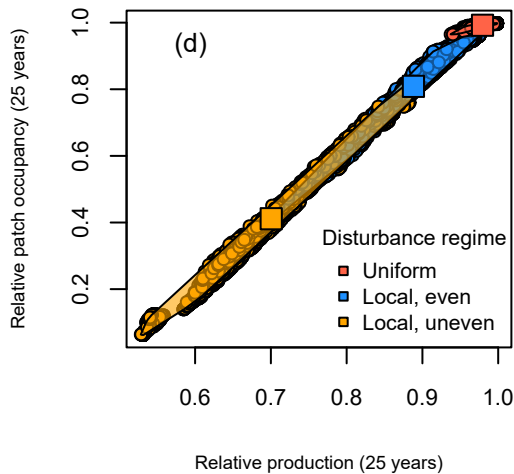 (d)
Relative patch occupancy (25 years)
1.0
0.8
0.6
0.4
0.2
Disturbance regime
Uniform
Local, even
Local, uneven
0.6 0.7 0.8 0.9 1.0
Relative production (25 years)